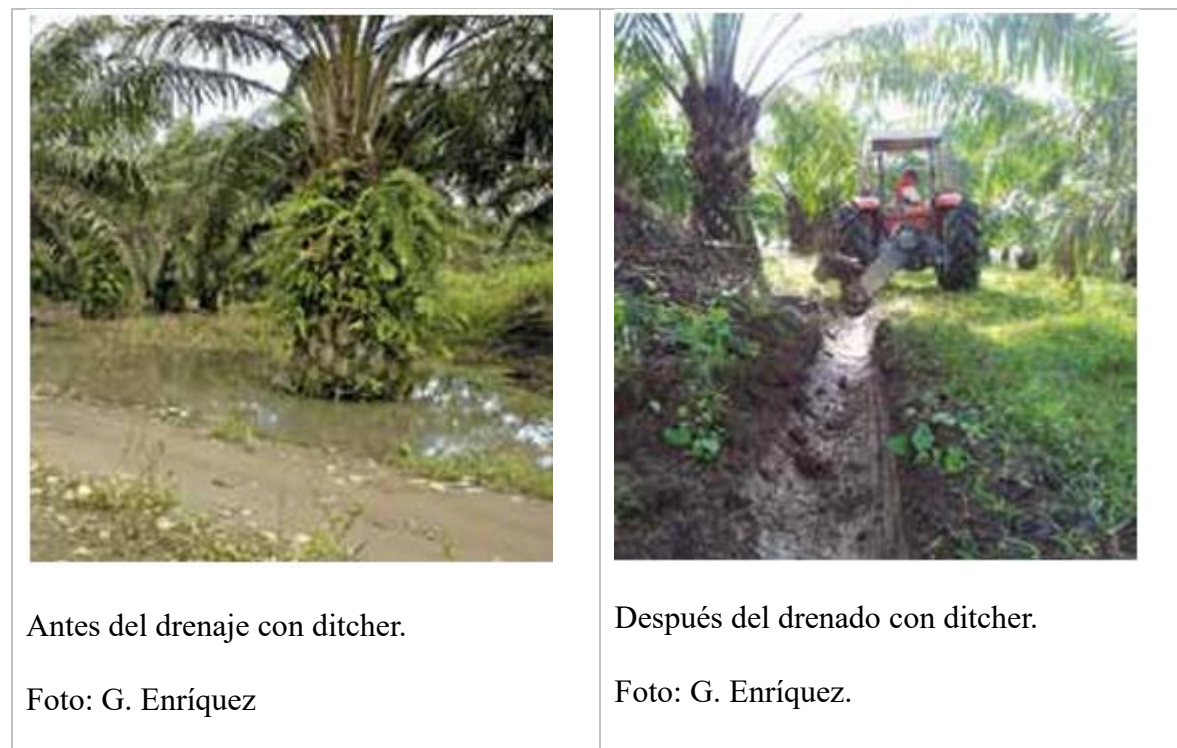 Antes del drenaje con ditcher.
Foto: G. Enríquez
Después del drenado con ditcher.
Foto: G. Enríquez.